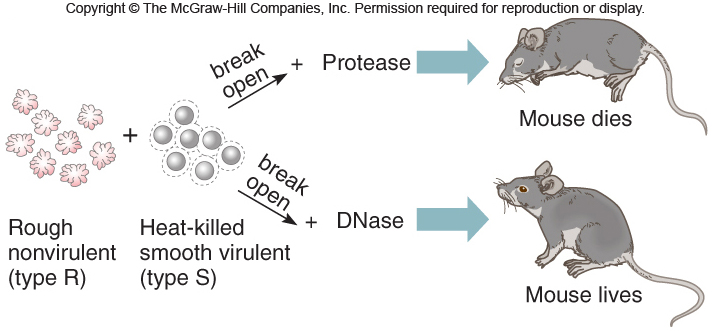 Copyright © The McGraw-Hill Companies, Inc. Permission required for reproduction or display.
break
open
+ Protease
Mouse dies
+
break
open
+ DNase
Mouse lives
Rough
nonvirulent
(type R)
Heat-killed
smooth virulent
(type S)